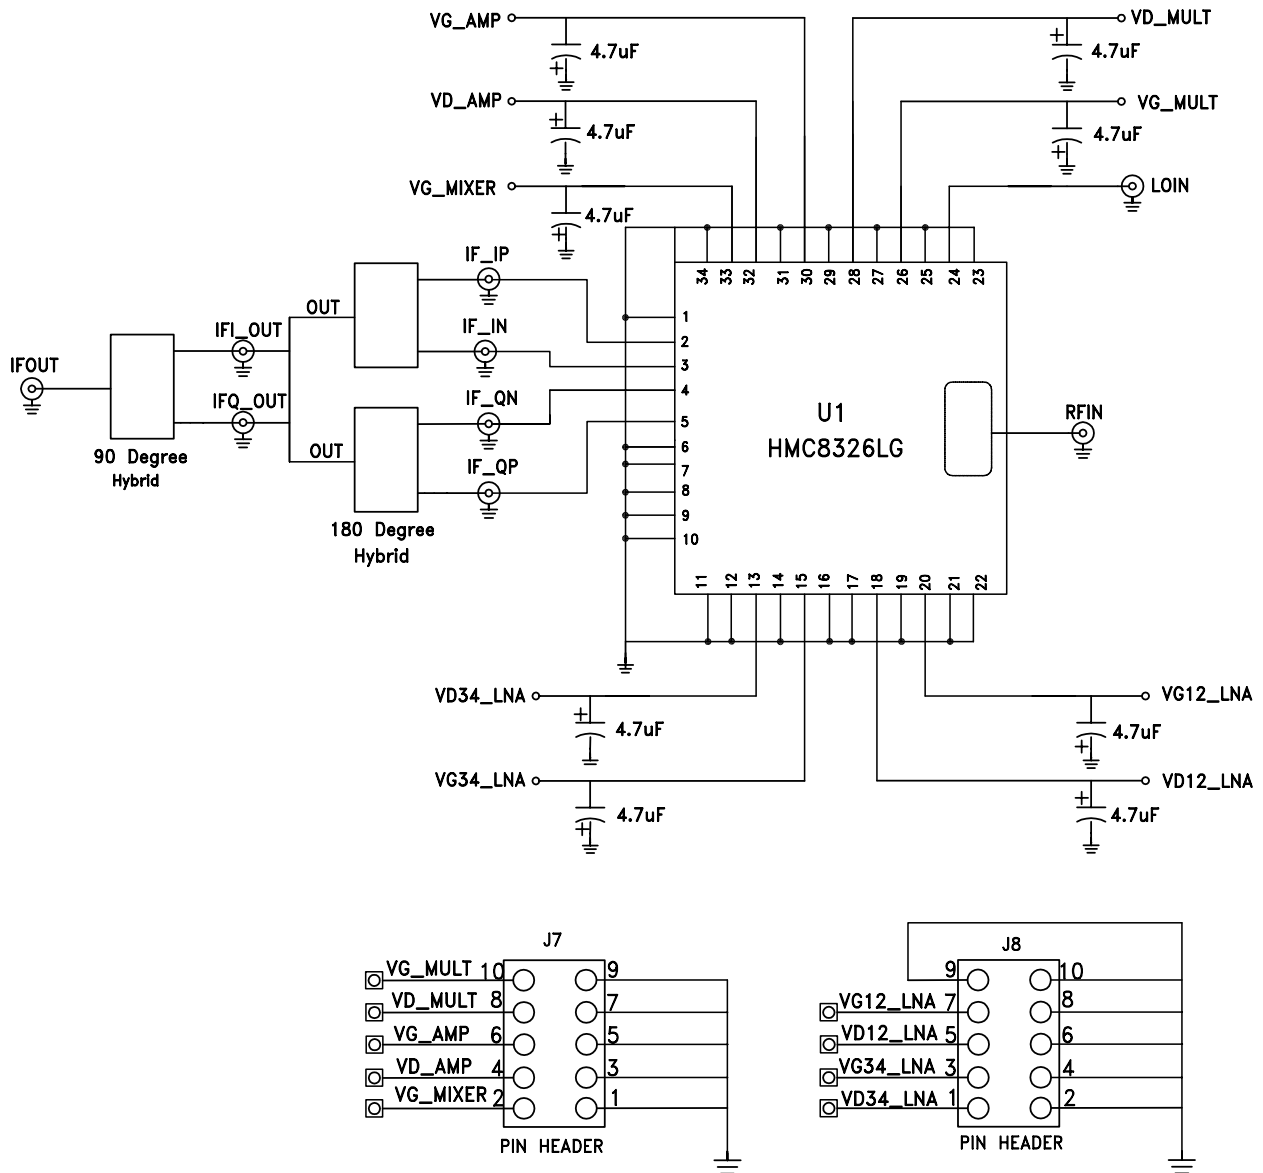 VG_AMP
4.7uF
VD_MULT
4.7uF
VD_AMP
4.7uF
VG_MULT
4.7uF
VG_MIXER
4.7uF
LOIN
34 33 32 31 30 29 28 27 26 25 24 23
IF_IP
OUT
IFI_OUT
IF_IN
IFOUT
IF_QN
IFQ_OUT
OUT
IF_QP
90 Degree
Hybrid
180 Degree
Hybrid
1
2
3
4
5
6
7
8
9
10
U1
HMC8326LG
RFIN
11 12 13 14 15 16 17 18 19 20 21 22
VD34_LNA
4.7uF
VG12_LNA
4.7uF
VG34_LNA
4.7uF
VD12_LNA
4.7uF
J7
VG_MULT 10 9
VD_MULT 8 7
VG_AMP 6 5
VD_AMP 4 3
VG_MIXER 2 1
PIN HEADER
J8
9 10
VG12_LNA 7 8
VD12_LNA 5 6
VG34_LNA 3 4
VD34_LNA 1 2
PIN HEADER